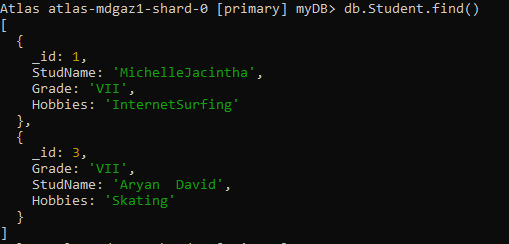 Atlas atlas-mdgaz1-shard-0 [primary] myDB> db.Student.find()
[
  {
    _id: 1,
    StudName: 'MichelleJacintha',
    Grade: 'VII',
    Hobbies: 'InternetSurfing'
  },
  {
    _id: 3,
    Grade: 'VII',
    StudName: 'Aryan  David',
    Hobbies: 'Skating'
  }
]